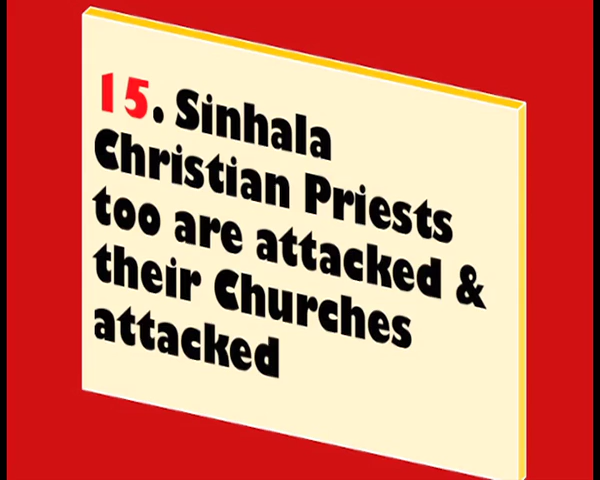 15. Sinhala
Christian Priests
too are attacked &
their Churches
attacked